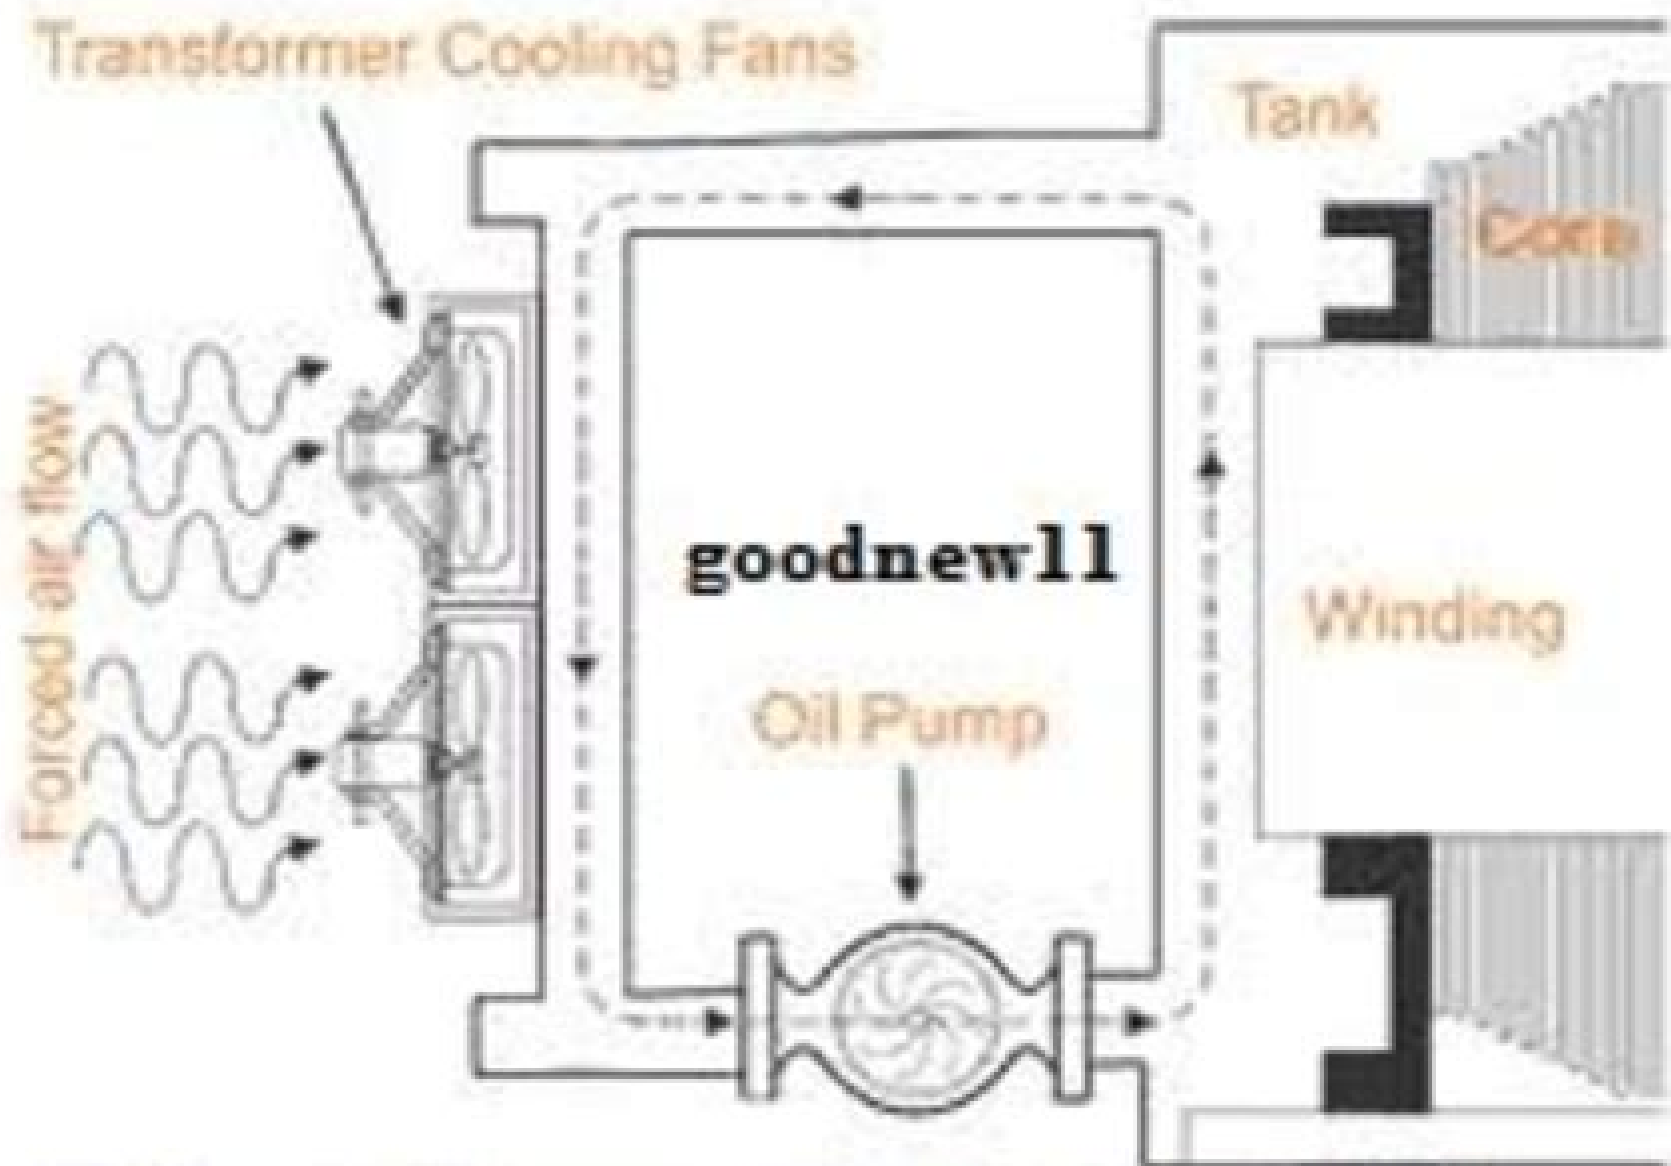 Transformer Cooling Fans
Tank
Core
Forced air flow
goodnew11
Winding
Oil Pump